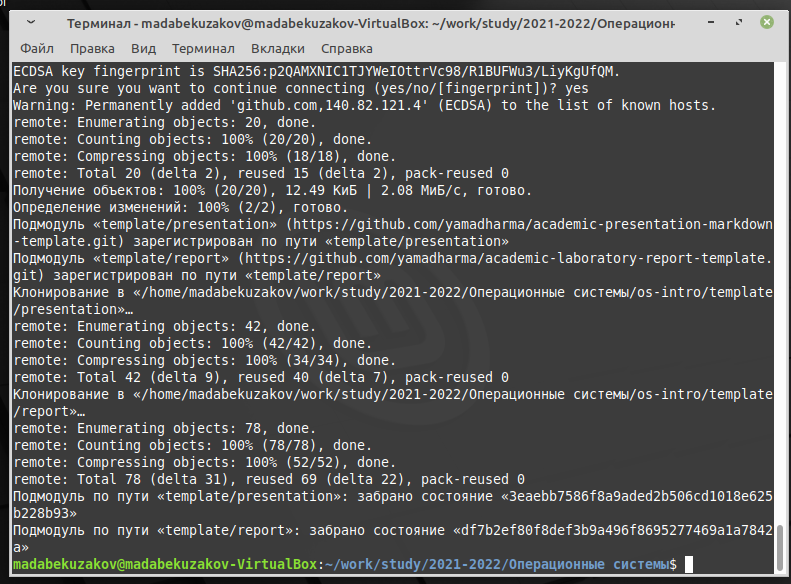 Терминал - madabekuzakov@madabekuzakov-VirtualBox: ~/work/study/2021-2022/Операционн
Файл Правка Вид Терминал Вкладки Справка
ECDSA key fingerprint is SHA256:p2QAMXNIC1TJYWeIOttrVc98/R1BUFWu3/LiyKgUfQM.
Are you sure you want to continue connecting (yes/no/[fingerprint])? yes
Warning: Permanently added 'github.com,140.82.121.4' (ECDSA) to the list of known hosts.
remote: Enumerating objects: 20, done.
remote: Counting objects: 100% (20/20), done.
remote: Compressing objects: 100% (18/18), done.
remote: Total 20 (delta 2), reused 15 (delta 2), pack-reused 0
Получение объектов: 100% (20/20), 12.49 КиБ | 2.08 МиБ/с, готово.
Определение изменений: 100% (2/2), готово.
Подмодуль «template/presentation» (https://github.com/yamadharma/academic-presentation-markdown
-template.git) зарегистрирован по пути «template/presentation»
Подмодуль «template/report» (https://github.com/yamadharma/academic-laboratory-report-template.
git) зарегистрирован по пути «template/report»
Клонирование в «/home/madabekuzakov/work/study/2021-2022/Операционные системы/os-intro/template
/presentation»…
remote: Enumerating objects: 42, done.
remote: Counting objects: 100% (42/42), done.
remote: Compressing objects: 100% (34/34), done.
remote: Total 42 (delta 9), reused 40 (delta 7), pack-reused 0
Клонирование в «/home/madabekuzakov/work/study/2021-2022/Операционные системы/os-intro/template
/report»…
remote: Enumerating objects: 78, done.
remote: Counting objects: 100% (78/78), done.
remote: Compressing objects: 100% (52/52), done.
remote: Total 78 (delta 31), reused 69 (delta 22), pack-reused 0
Подмодуль по пути «template/presentation»: забрано состояние «3eaebb7586f8a9aded2b506cd1018e625
b228b93»
Подмодуль по пути «template/report»: забрано состояние «df7b2ef80f8def3b9a496f8695277469a1a7842
a»
madabekuzakov@madabekuzakov-VirtualBox:~/work/study/2021-2022/Операционные системы$